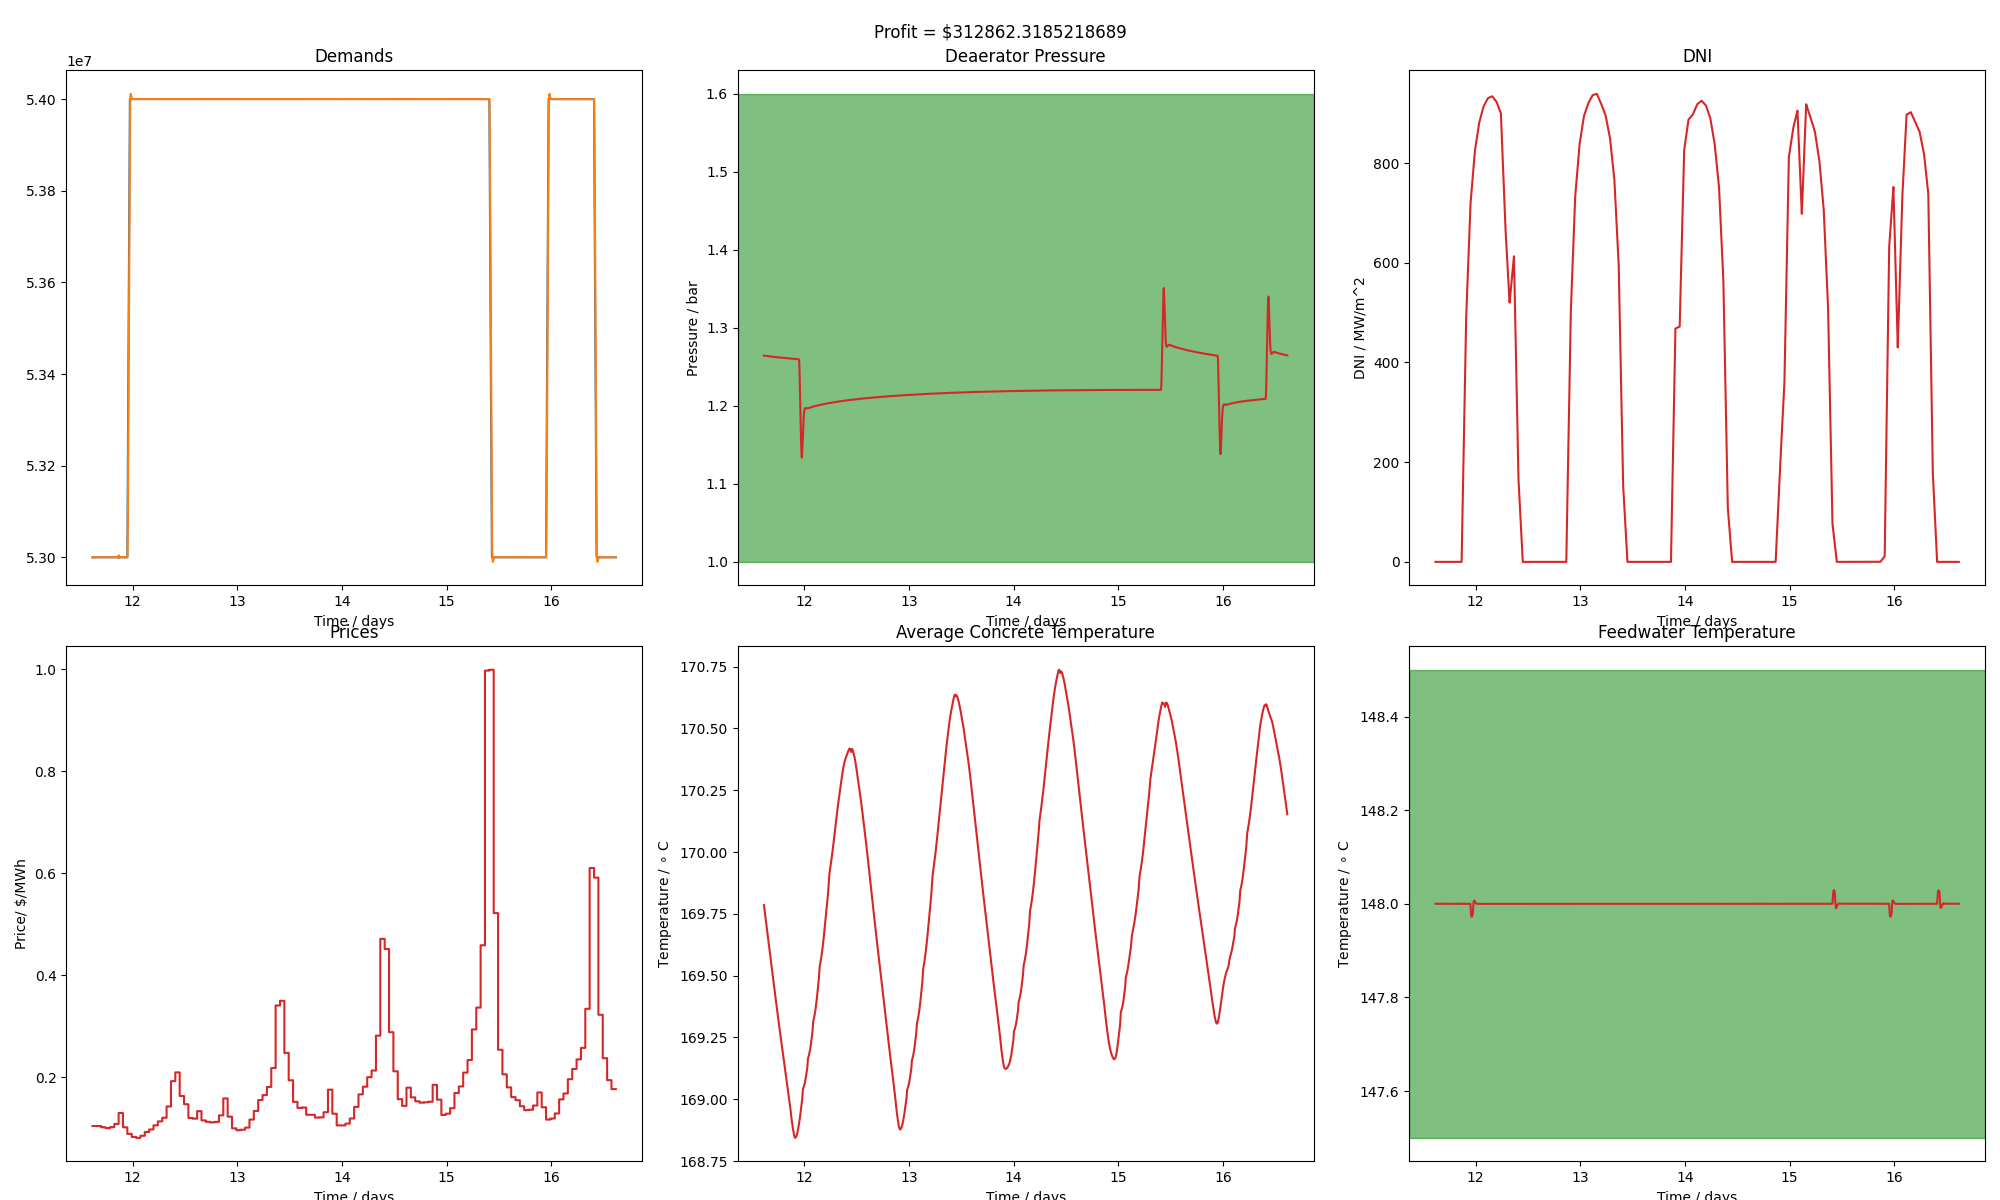 Profit = $312862.3185218689
Demands
1e7
5.40
5.38
5.36
5.34
5.32
5.30
12 13 14 15 16
Time / days
Deaerator Pressure
Pressure / bar
1.6
1.5
1.4
1.3
1.2
1.1
1.0
12 13 14 15 16
Time / days
DNI
DNI / MW/m^2
800
600
400
200
0
12 13 14 15 16
Time / days
Prices
Price/ $/MWh
1.0
0.8
0.6
0.4
0.2
12 13 14 15 16
Time / days
Average Concrete Temperature
Temperature / ∘ C
170.75
170.50
170.25
170.00
169.75
169.50
169.25
169.00
168.75
12 13 14 15 16
Time / days
Feedwater Temperature
Temperature / ∘ C
148.4
148.2
148.0
147.8
147.6
12 13 14 15 16
Time / days